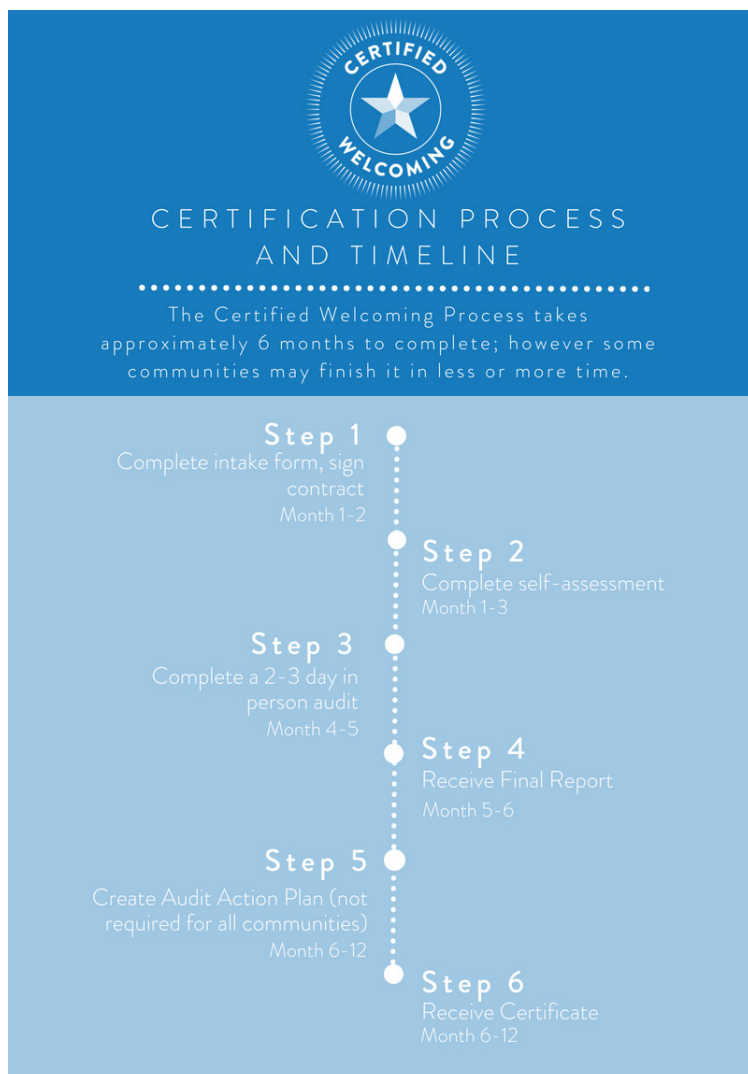 CERTIFIED
WELCOMING
CERTIFICATION PROCESS
AND TIMELINE
The Certified Welcoming Process takes
approximately 6 months to complete; however some
communities may finish it in less or more time.
Step 1
Complete intake form, sign
contract
Month 1-2
Step 2
Complete self-assessment
Month 1-3
Step 3
Complete a 2-3 day in
person audit
Month 4-5
Step 4
Receive Final Report
Month 5-6
Step 5
Create Audit Action Plan (not
required for all communities)
Month 6-12
Step 6
Receive Certificate
Month 6-12